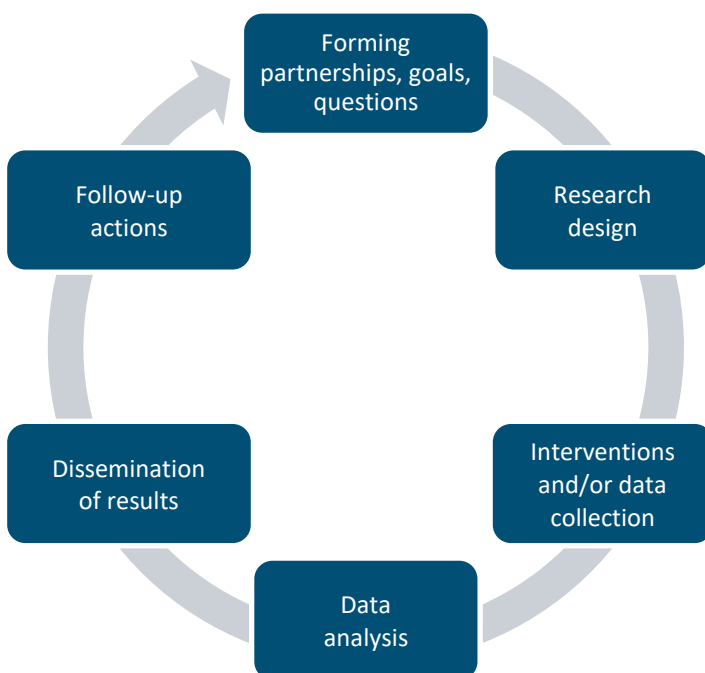 Forming
partnerships, goals,
questions
Research
design
Interventions
and/or data
collection
Data
analysis
Dissemination
of results
Follow-up
actions